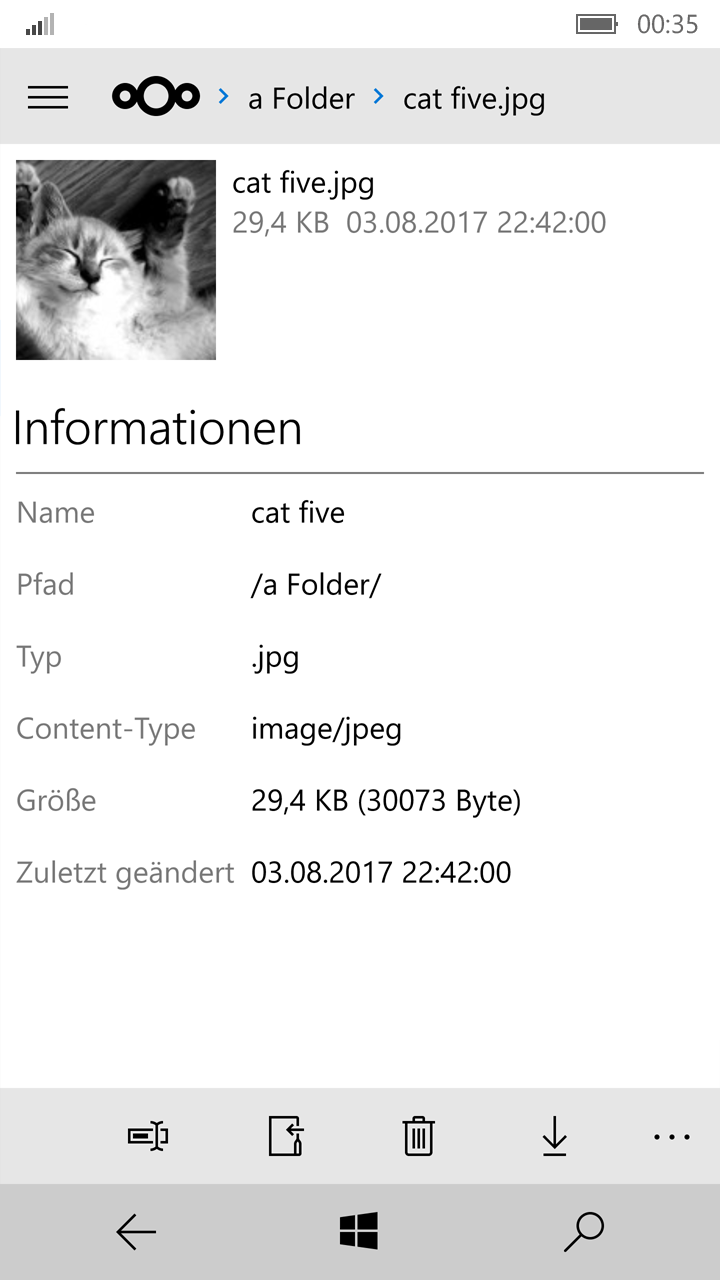 00:35
a Folder cat five.jpg
cat five.jpg
29,4 KB 03.08.2017 22:42:00
Informationen
Name cat five
Pfad /a Folder/
Typ .jpg
Content-Type image/jpeg
Größe 29,4 KB (30073 Byte)
Zuletzt geändert 03.08.2017 22:42:00